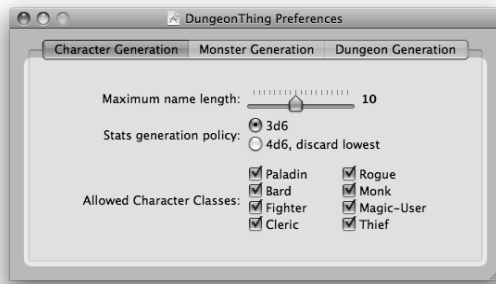 DungeonThing Preferences
Character Generation Monster Generation Dungeon Generation
Maximum name length: 10
Stats generation policy: 3d6
4d6, discard lowest
Allowed Character Classes:
Paladin Rogue
Bard Monk
Fighter Magic-User
Cleric Thief